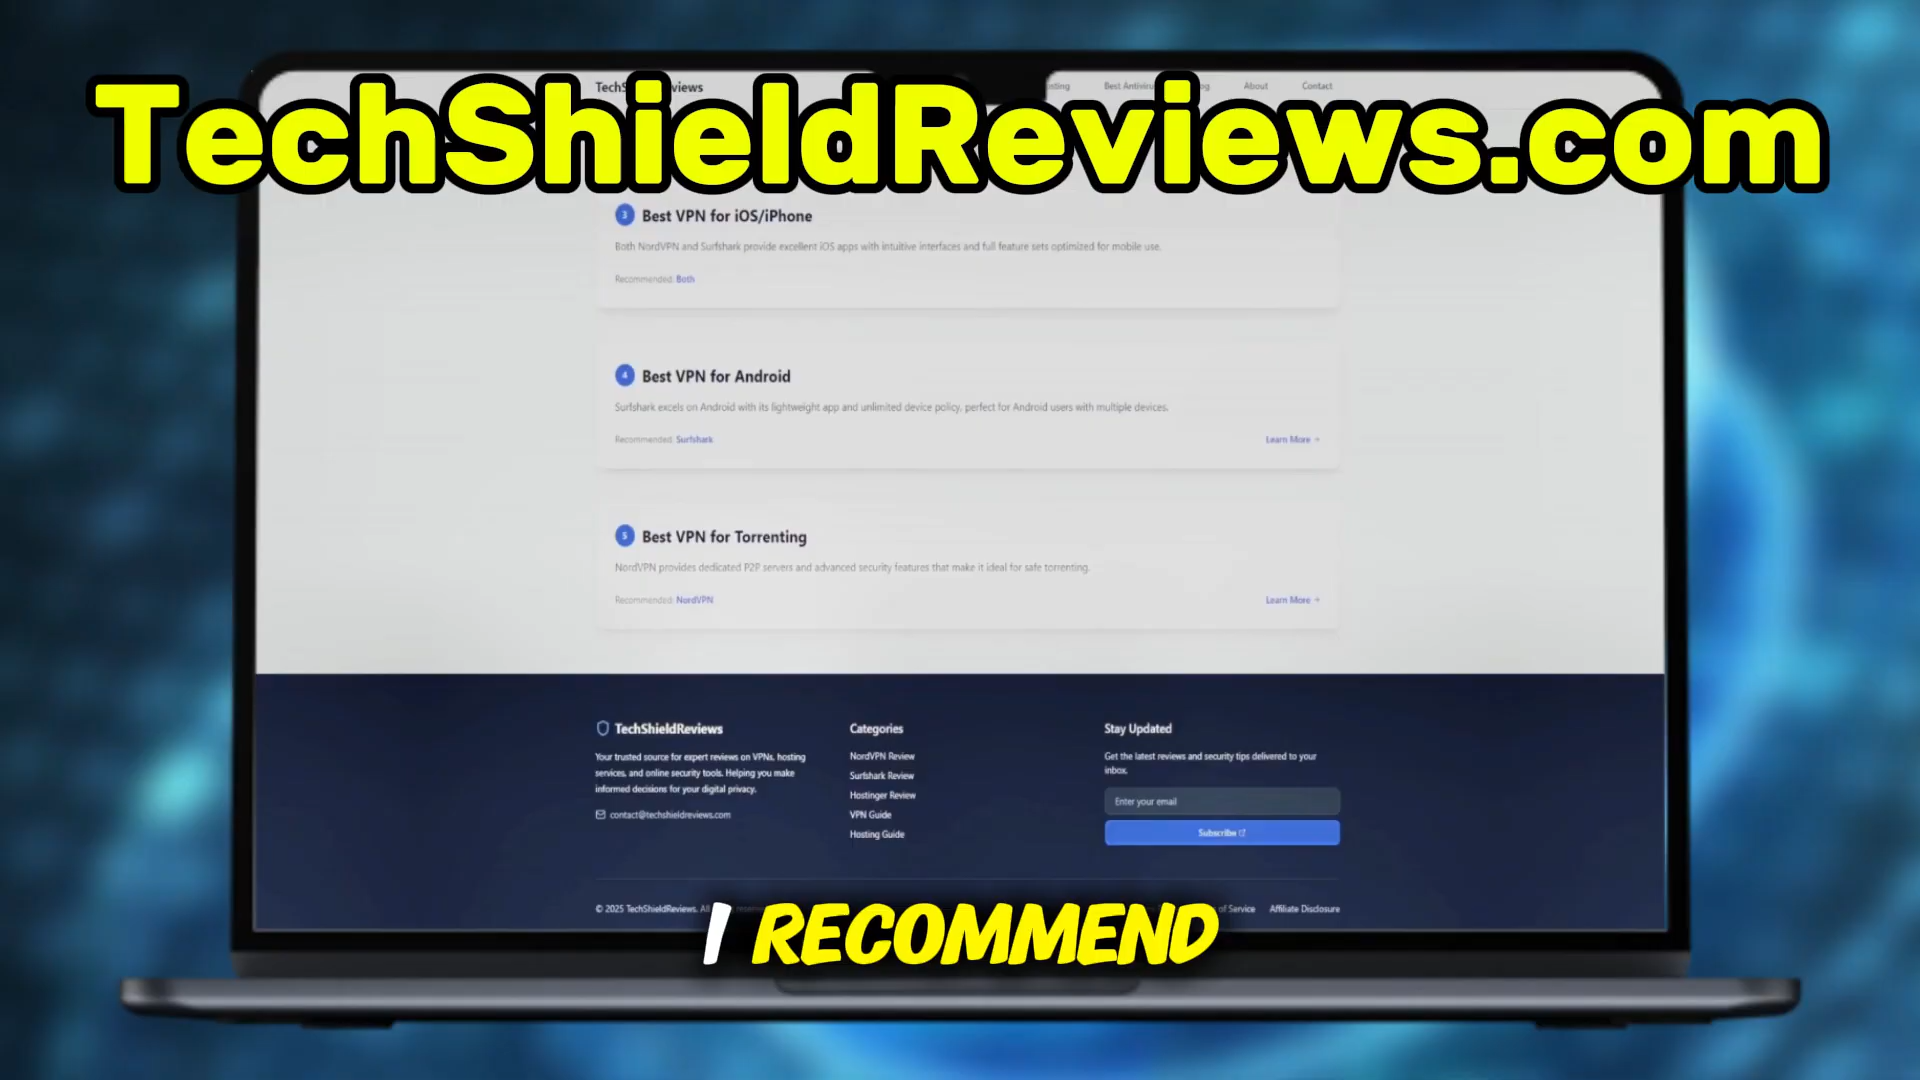 TechShieldReviews.com
Best Antivirus
About
Contact
3 Best VPN for iOS/iPhone
Both NordVPN and Surfshark provide excellent iOS apps with intuitive interfaces and full feature sets optimized for mobile use.
Recommended: Both
4 Best VPN for Android
Surfshark excels on Android with its lightweight app and unlimited device policy, perfect for Android users with multiple devices.
Recommended: Surfshark
Learn More →
5 Best VPN for Torrenting
NordVPN provides dedicated P2P servers and advanced security features that make it ideal for safe torrenting.
Recommended: NordVPN
Learn More →
TechShieldReviews
Your trusted source for expert reviews on VPNs, hosting
services, and online security tools. Helping you make
informed decisions for your digital privacy.
contact@techshieldreviews.com
Categories
NordVPN Review
Surfshark Review
Hostinger Review
VPN Guide
Hosting Guide
Stay Updated
Get the latest reviews and security tips delivered to your
inbox.
Enter your email
Subscribe
© 2025 TechShieldReviews. All
of Service
Affiliate Disclosure
I RECOMMEND